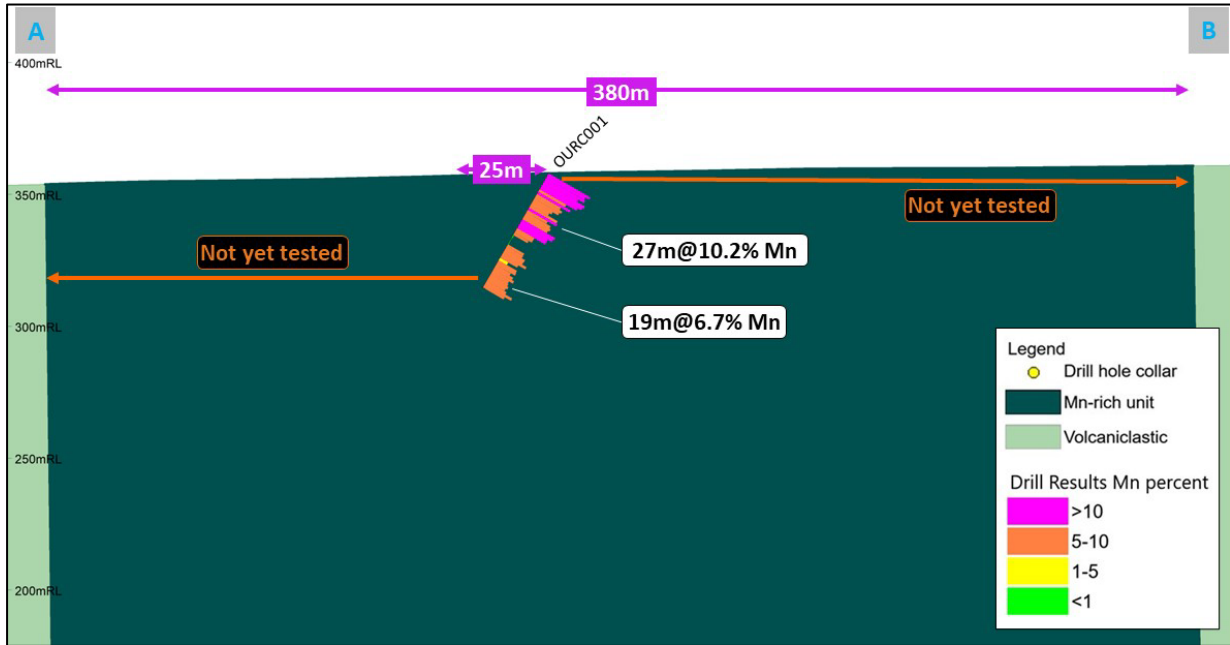 A
B
400mRL
380m
OURC001
25m
350mRL
Not yet tested
27m@10.2% Mn
Not yet tested
19m@6.7% Mn
300mRL
250mRL
200mRL
Legend
Drill hole collar
Mn-rich unit
Volcaniclastic
Drill Results Mn percent
>10
5-10
1-5
<1